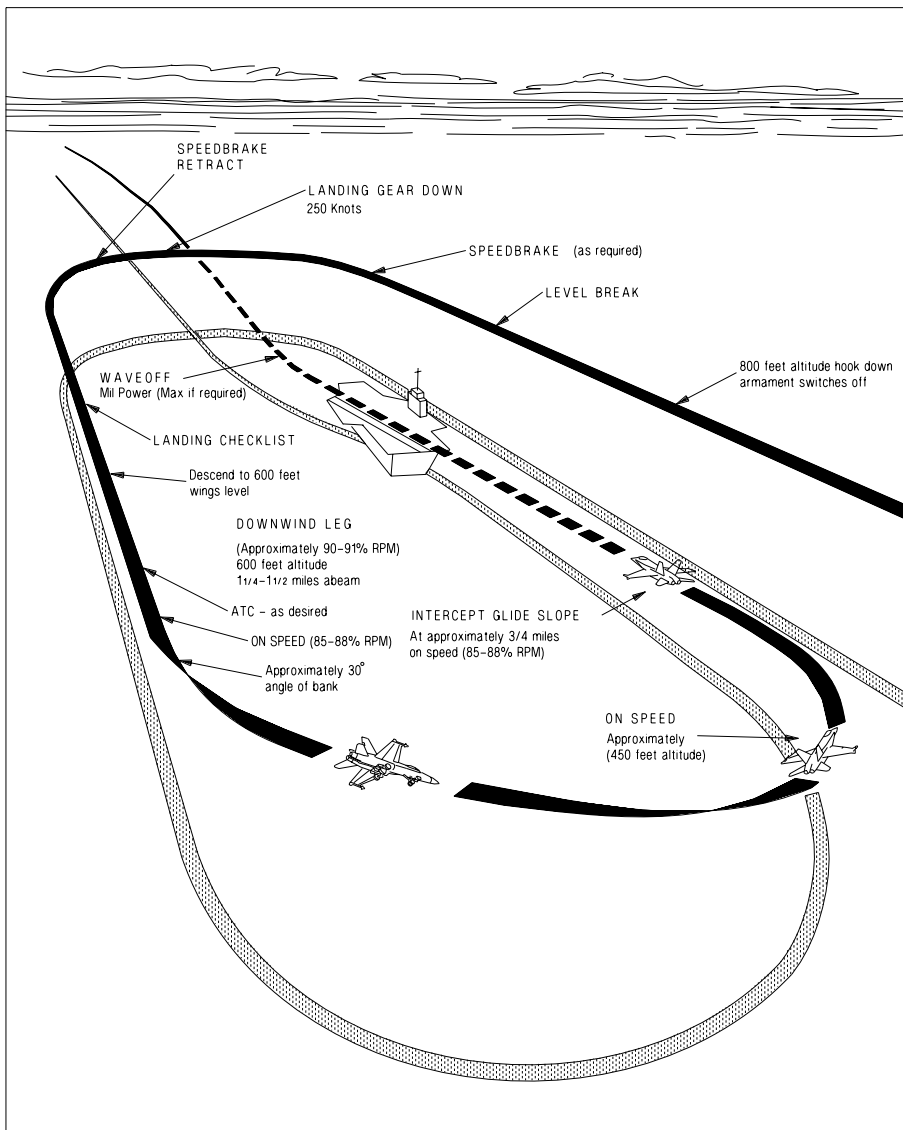 SPEEDBRAKE
RETRACT
LANDING GEAR DOWN
250 Knots
SPEEDBRAKE (as required)
LEVEL BREAK
800 feet altitude hook down
armament switches off
WAVEOFF
Mil Power (Max if required)
LANDING CHECKLIST
Descend to 600 feet
wings level
DOWNWIND LEG
(Approximately 90-91% RPM)
600 feet altitude
1 1/4-1 1/2 miles abeam
ATC - as desired
ON SPEED (85-88% RPM)
Approximately 30°
angle of bank
INTERCEPT GLIDE SLOPE
At approximately 3/4 miles
on speed (85-88% RPM)
ON SPEED
Approximately
(450 feet altitude)